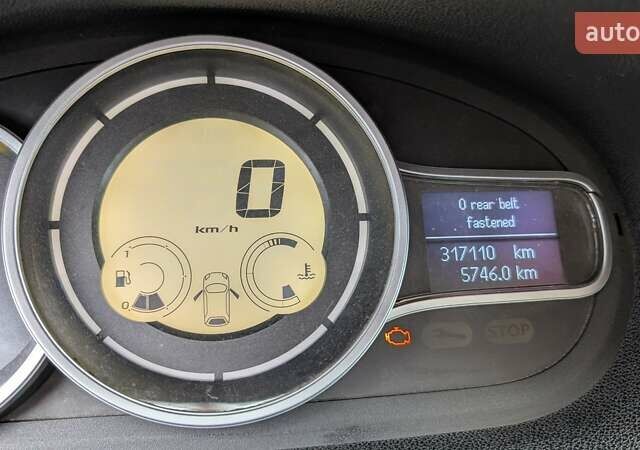 auto
0
km/h
1
0
0 rear belt
fastened
317110 km
5746.0 km
STOP